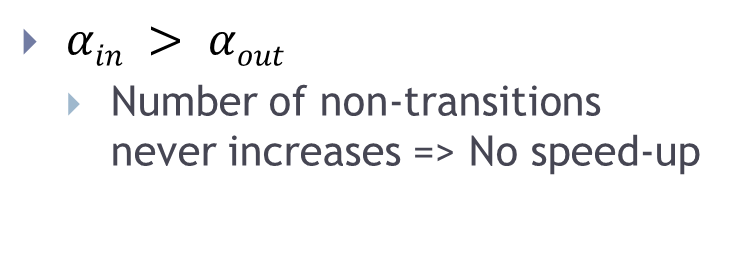 α_in > α_out
Number of non-transitions
never increases => No speed-up